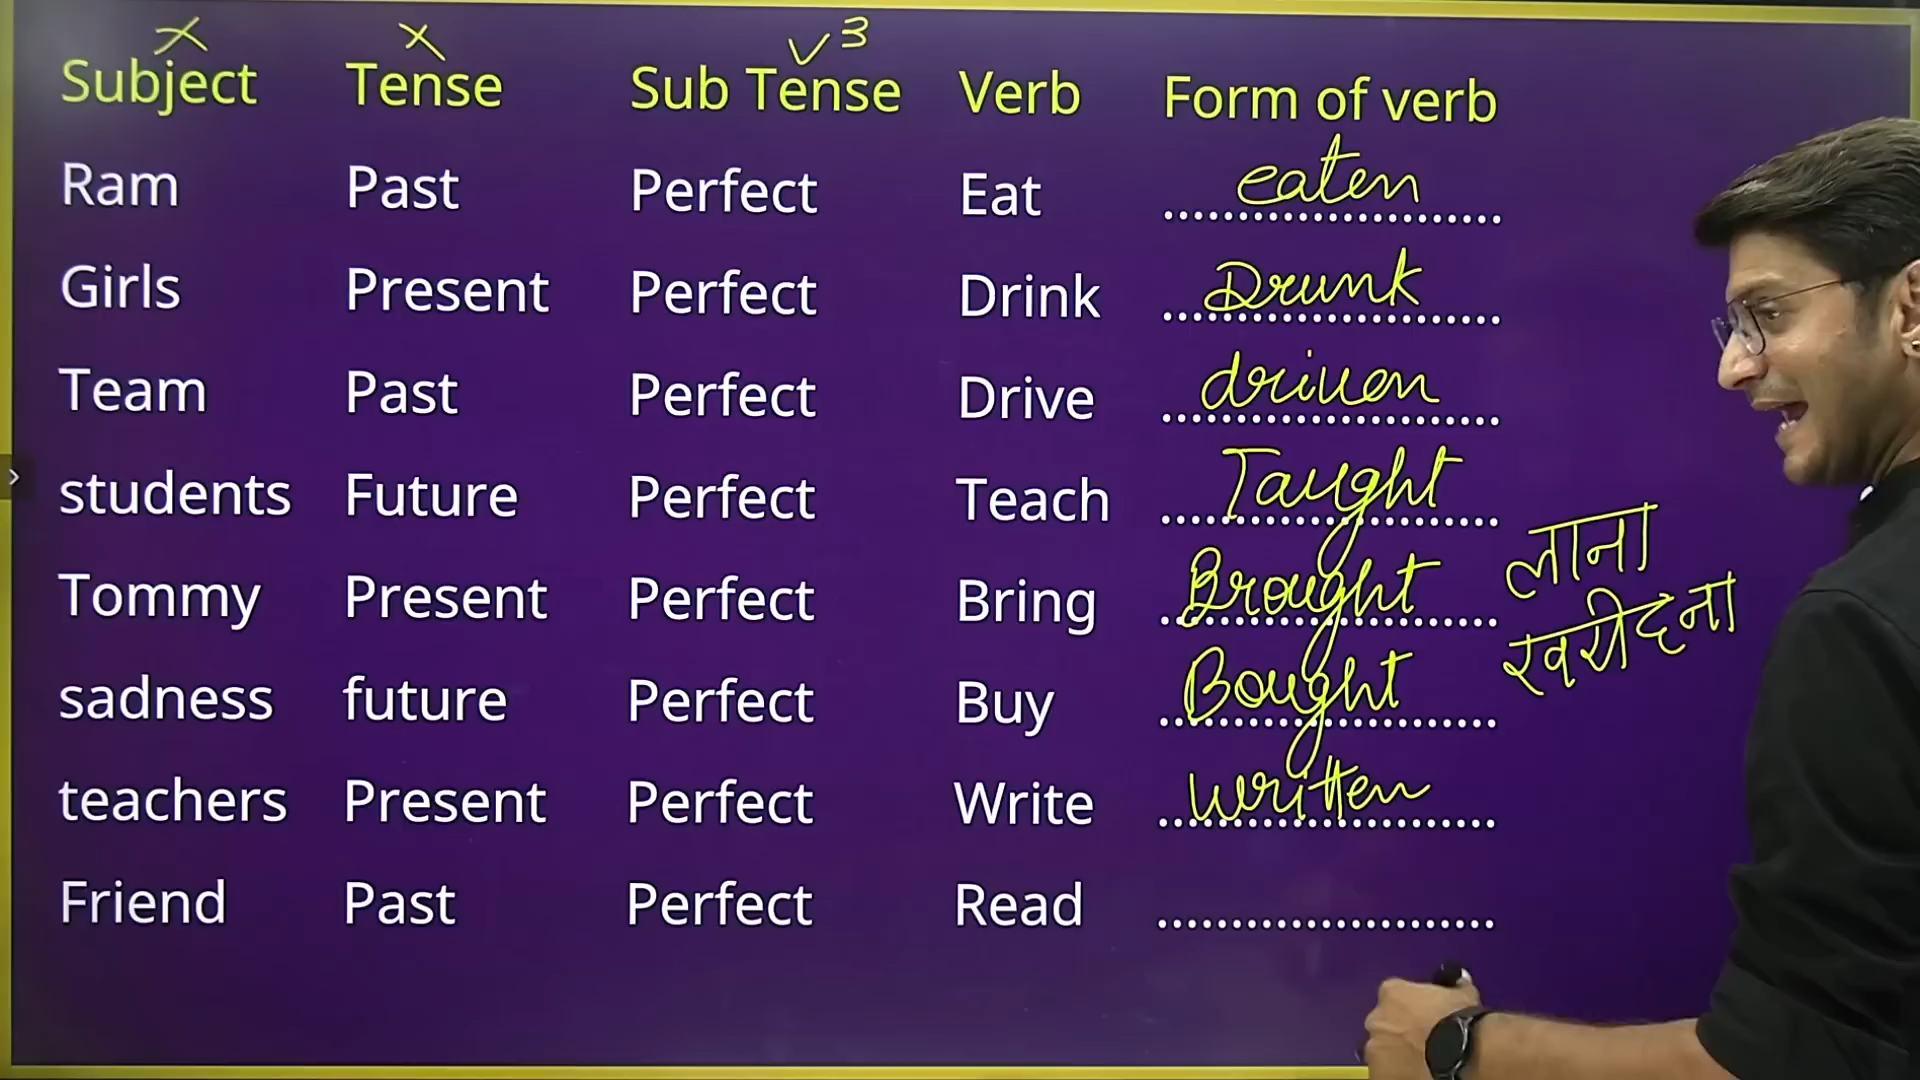 Subject Tense Sub Tense ✓3 Verb Form of verb
Ram Past Perfect Eat eaten
Girls Present Perfect Drink Drunk
Team Past Perfect Drive driven
students Future Perfect Teach Taught
Tommy Present Perfect Bring Brought लाना
sadness future Perfect Buy Bought खरीदना
teachers Present Perfect Write written
Friend Past Perfect Read